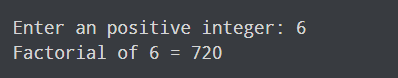 Enter an positive integer: 6
Factorial of 6 = 720